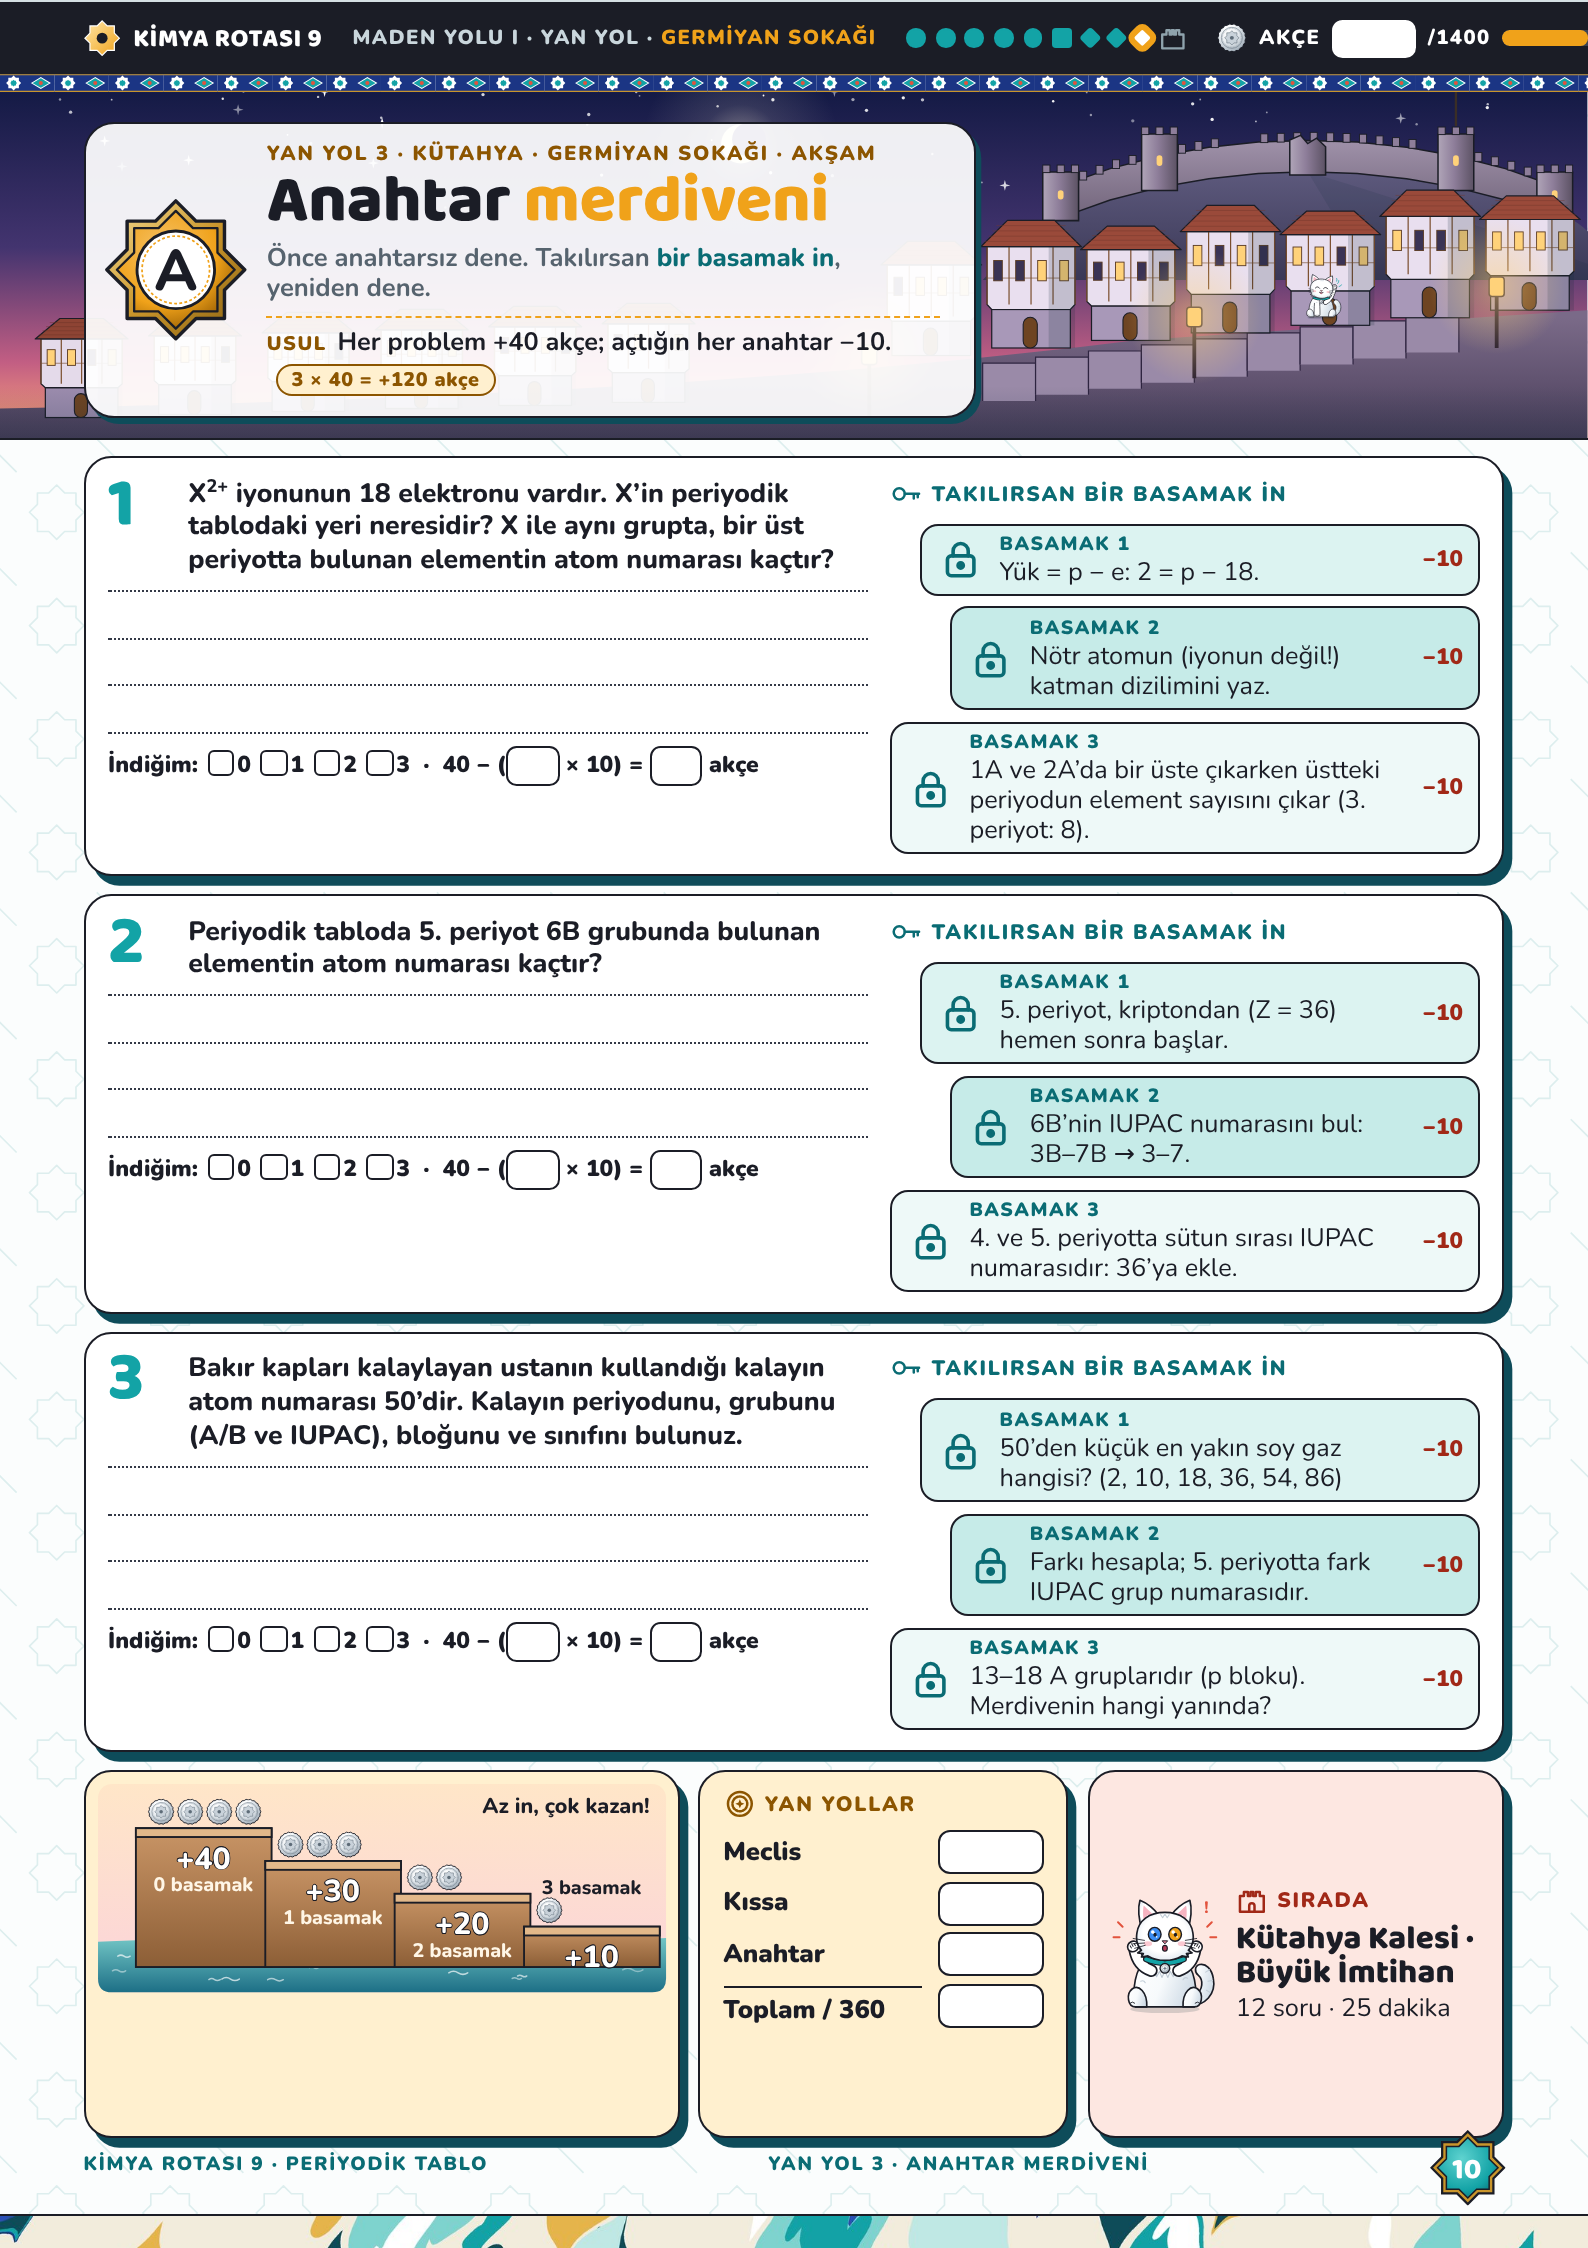 KİMYA ROTASI 9 MADEN YOLU I · YAN YOL · GERMİYAN SOKAĞI AKÇE /1400
YAN YOL 3 · KÜTAHYA · GERMİYAN SOKAĞI · AKŞAM
A
Anahtar merdiveni
Önce anahtarsız dene. Takılırsan bir basamak in,
yeniden dene.
USUL Her problem +40 akçe; açtığın her anahtar −10.
3 × 40 = +120 akçe
1
X²⁺ iyonunun 18 elektronu vardır. X’in periyodik
tablodaki yeri neresidir? X ile aynı grupta, bir üst
periyotta bulunan elementin atom numarası kaçtır?
İndiğim: 0 1 2 3 · 40 − ( × 10) = akçe
TAKILIRSAN BİR BASAMAK İN
BASAMAK 1
Yük = p − e: 2 = p − 18.
−10
BASAMAK 2
Nötr atomun (iyonun değil!)
katman dizilimini yaz.
−10
BASAMAK 3
1A ve 2A’da bir üste çıkarken üstteki
periyodun element sayısını çıkar (3.
periyot: 8).
−10
2
Periyodik tabloda 5. periyot 6B grubunda bulunan
elementin atom numarası kaçtır?
İndiğim: 0 1 2 3 · 40 − ( × 10) = akçe
TAKILIRSAN BİR BASAMAK İN
BASAMAK 1
5. periyot, kriptondan (Z = 36)
hemen sonra başlar.
−10
BASAMAK 2
6B’nin IUPAC numarasını bul:
3B–7B → 3–7.
−10
BASAMAK 3
4. ve 5. periyotta sütun sırası IUPAC
numarasıdır: 36’ya ekle.
−10
3
Bakır kapları kalaylayan ustanın kullandığı kalayın
atom numarası 50’dir. Kalayın periyodunu, grubunu
(A/B ve IUPAC), bloğunu ve sınıfını bulunuz.
İndiğim: 0 1 2 3 · 40 − ( × 10) = akçe
TAKILIRSAN BİR BASAMAK İN
BASAMAK 1
50’den küçük en yakın soy gaz
hangisi? (2, 10, 18, 36, 54, 86)
−10
BASAMAK 2
Farkı hesapla; 5. periyotta fark
IUPAC grup numarasıdır.
−10
BASAMAK 3
13–18 A gruplarıdır (p bloku).
Merdivenin hangi yanında?
−10
Az in, çok kazan!
+40
0 basamak
+30
1 basamak
+20
2 basamak
3 basamak
+10
YAN YOLLAR
Meclis
Kıssa
Anahtar
Toplam / 360
!
SIRADA
Kütahya Kalesi ·
Büyük İmtihan
12 soru · 25 dakika
KİMYA ROTASI 9 · PERİYODİK TABLO YAN YOL 3 · ANAHTAR MERDİVENİ 10